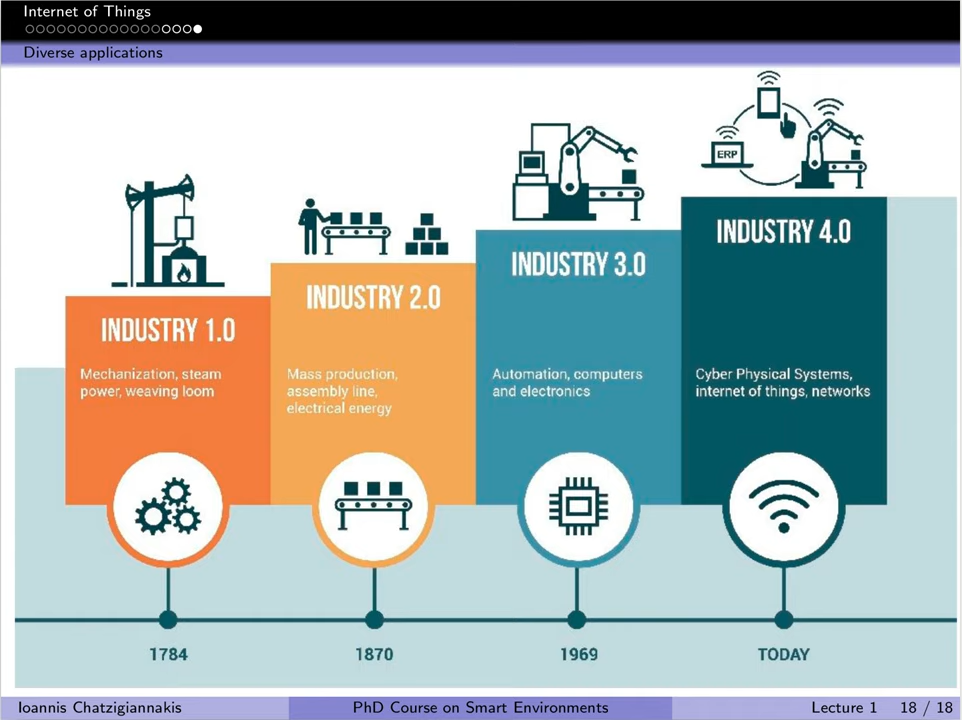 Internet of Things
Diverse applications
ERP
INDUSTRY 1.0
Mechanization, steam
power, weaving loom
INDUSTRY 2.0
Mass production,
assembly line,
electrical energy
INDUSTRY 3.0
Automation, computers
and electronics
INDUSTRY 4.0
Cyber Physical Systems,
internet of things, networks
1784
1870
1969
TODAY
Ioannis Chatzigiannakis
PhD Course on Smart Environments
Lecture 1
18 / 18